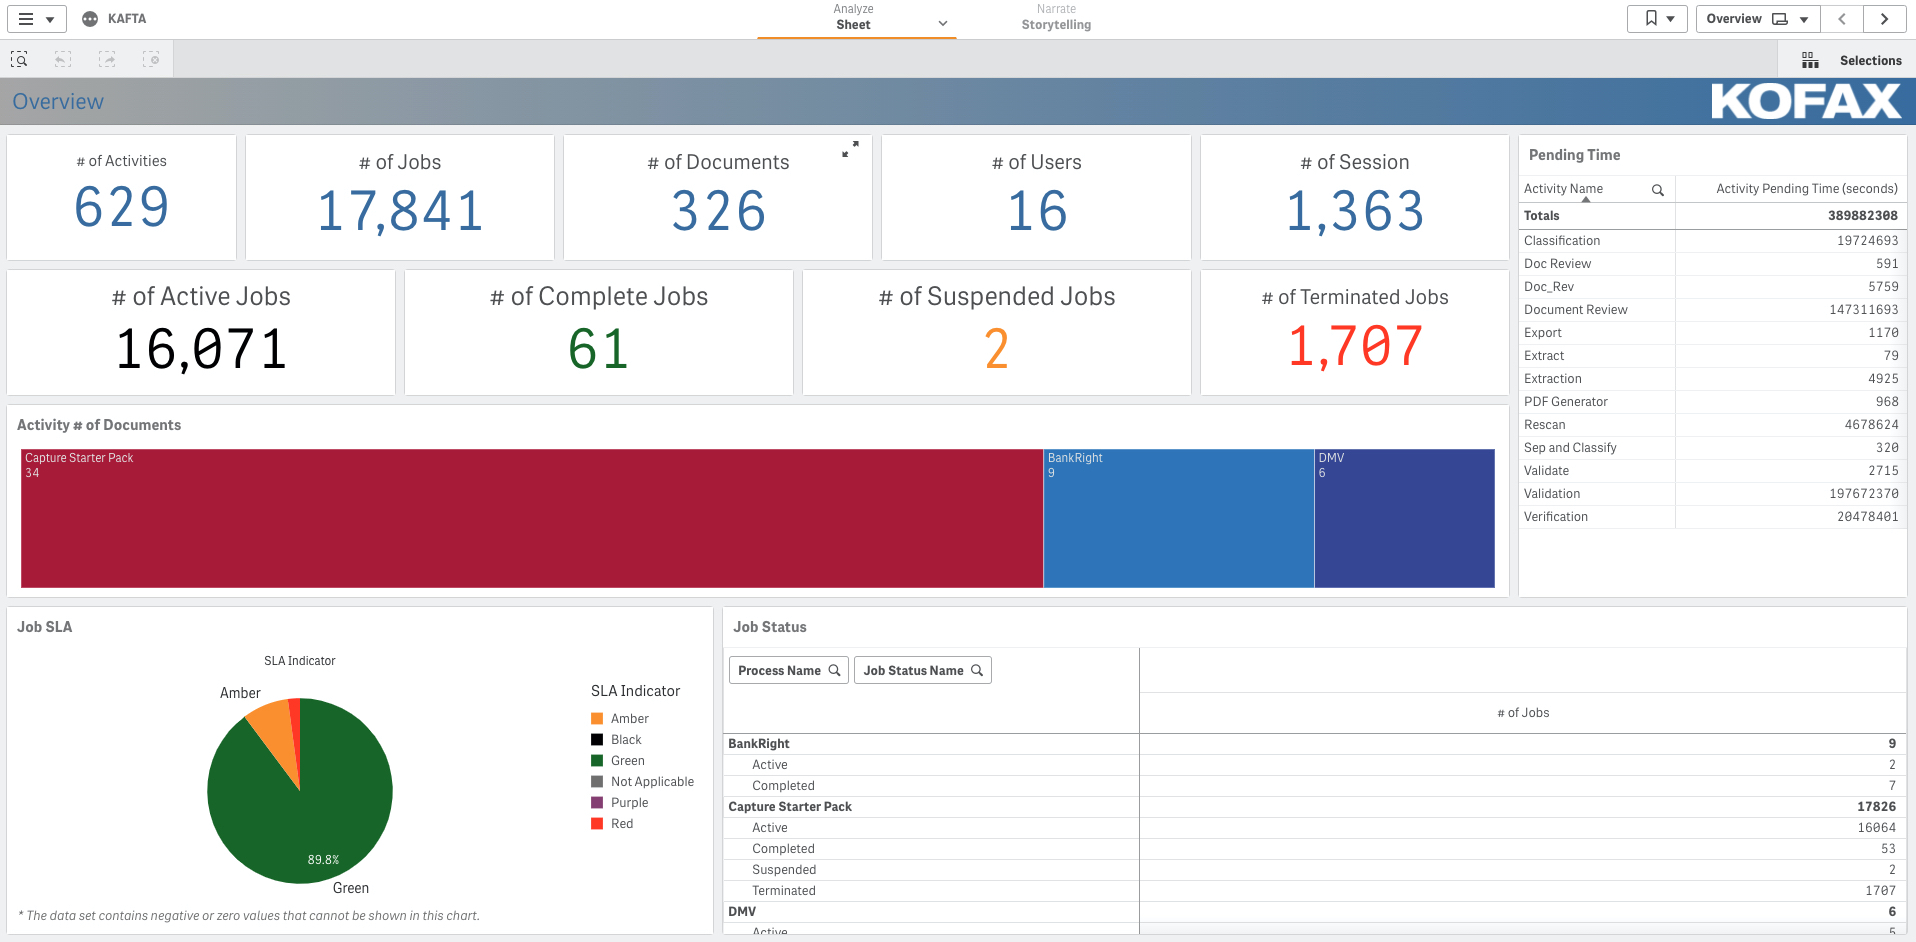 KAFTA
Analyze
Sheet
Narrate
Storytelling
Overview
Selections
Overview
KOFAX
# of Activities
629
# of Jobs
17,841
# of Documents
326
# of Users
16
# of Session
1,363
# of Active Jobs
16,071
# of Complete Jobs
61
# of Suspended Jobs
2
# of Terminated Jobs
1,707
Pending Time
Activity Name Activity Pending Time (seconds)
Totals 389882308
Classification 19724693
Doc Review 591
Doc_Rev 5759
Document Review 147311693
Export 1170
Extract 79
Extraction 4925
PDF Generator 968
Rescan 4678624
Sep and Classify 320
Validate 2715
Validation 197672370
Verification 20478401
Activity # of Documents
Capture Starter Pack
34
BankRight
9
DMV
6
Job SLA
SLA Indicator
Amber
89.8%
Green
SLA Indicator
Amber
Black
Green
Not Applicable
Purple
Red
* The data set contains negative or zero values that cannot be shown in this chart.
Job Status
Process Name Job Status Name
# of Jobs
BankRight 9
Active 2
Completed 7
Capture Starter Pack 17826
Active 16064
Completed 53
Suspended 2
Terminated 1707
DMV 6
Active 5